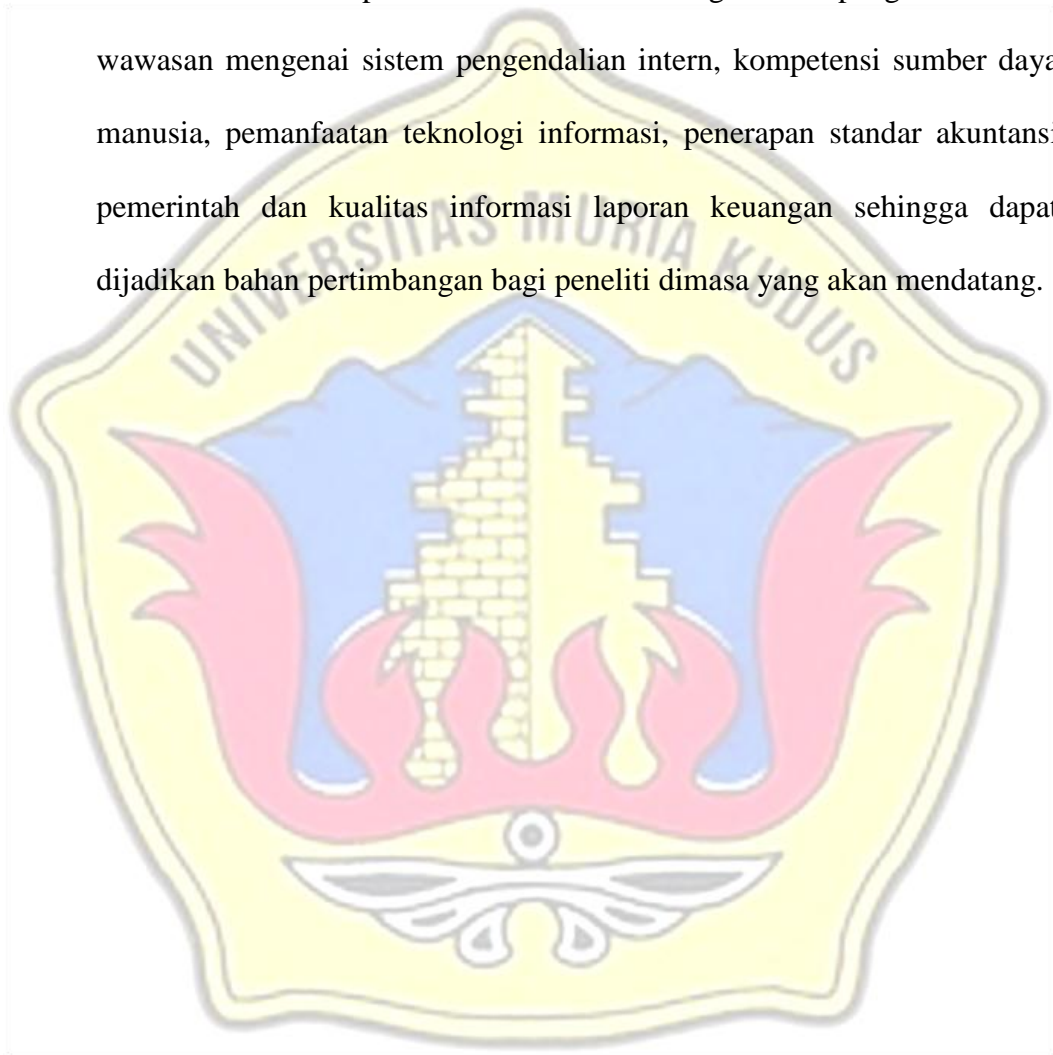 wawasan mengenai sistem pengendalian intern, kompetensi sumber daya
manusia, pemanfaatan teknologi informasi, penerapan standar akuntansi
pemerintah dan kualitas informasi laporan keuangan sehingga dapat
dijadikan bahan pertimbangan bagi peneliti dimasa yang akan mendatang.
UNIVERSITAS MURIA KUDUS